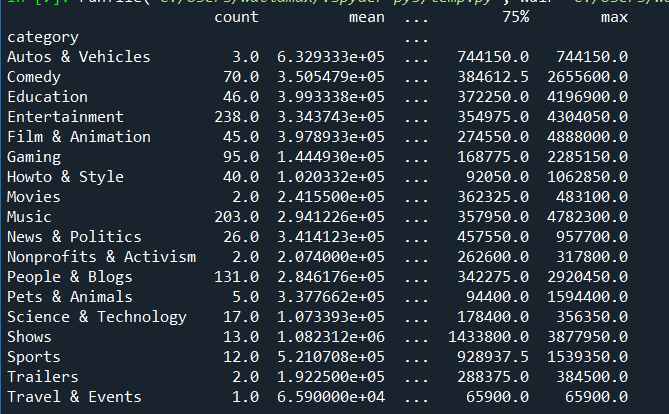 count mean ... 75% max
category ...
Autos & Vehicles 3.0 6.329333e+05 ... 744150.0 744150.0
Comedy 70.0 3.505479e+05 ... 384612.5 2655600.0
Education 46.0 3.993338e+05 ... 372250.0 4196900.0
Entertainment 238.0 3.343743e+05 ... 354975.0 4304050.0
Film & Animation 45.0 3.978933e+05 ... 274550.0 4888000.0
Gaming 95.0 1.444930e+05 ... 168775.0 2285150.0
Howto & Style 40.0 1.020332e+05 ... 92050.0 1062850.0
Movies 2.0 2.415500e+05 ... 362325.0 483100.0
Music 203.0 2.941226e+05 ... 357950.0 4782300.0
News & Politics 26.0 3.414123e+05 ... 457550.0 957700.0
Nonprofits & Activism 2.0 2.074000e+05 ... 262600.0 317800.0
People & Blogs 131.0 2.846176e+05 ... 342275.0 2920450.0
Pets & Animals 5.0 3.377662e+05 ... 94400.0 1594400.0
Science & Technology 17.0 1.073393e+05 ... 178400.0 356350.0
Shows 13.0 1.082312e+06 ... 1433800.0 3877950.0
Sports 12.0 5.210708e+05 ... 928937.5 1539350.0
Trailers 2.0 1.922500e+05 ... 288375.0 384500.0
Travel & Events 1.0 6.590000e+04 ... 65900.0 65900.0